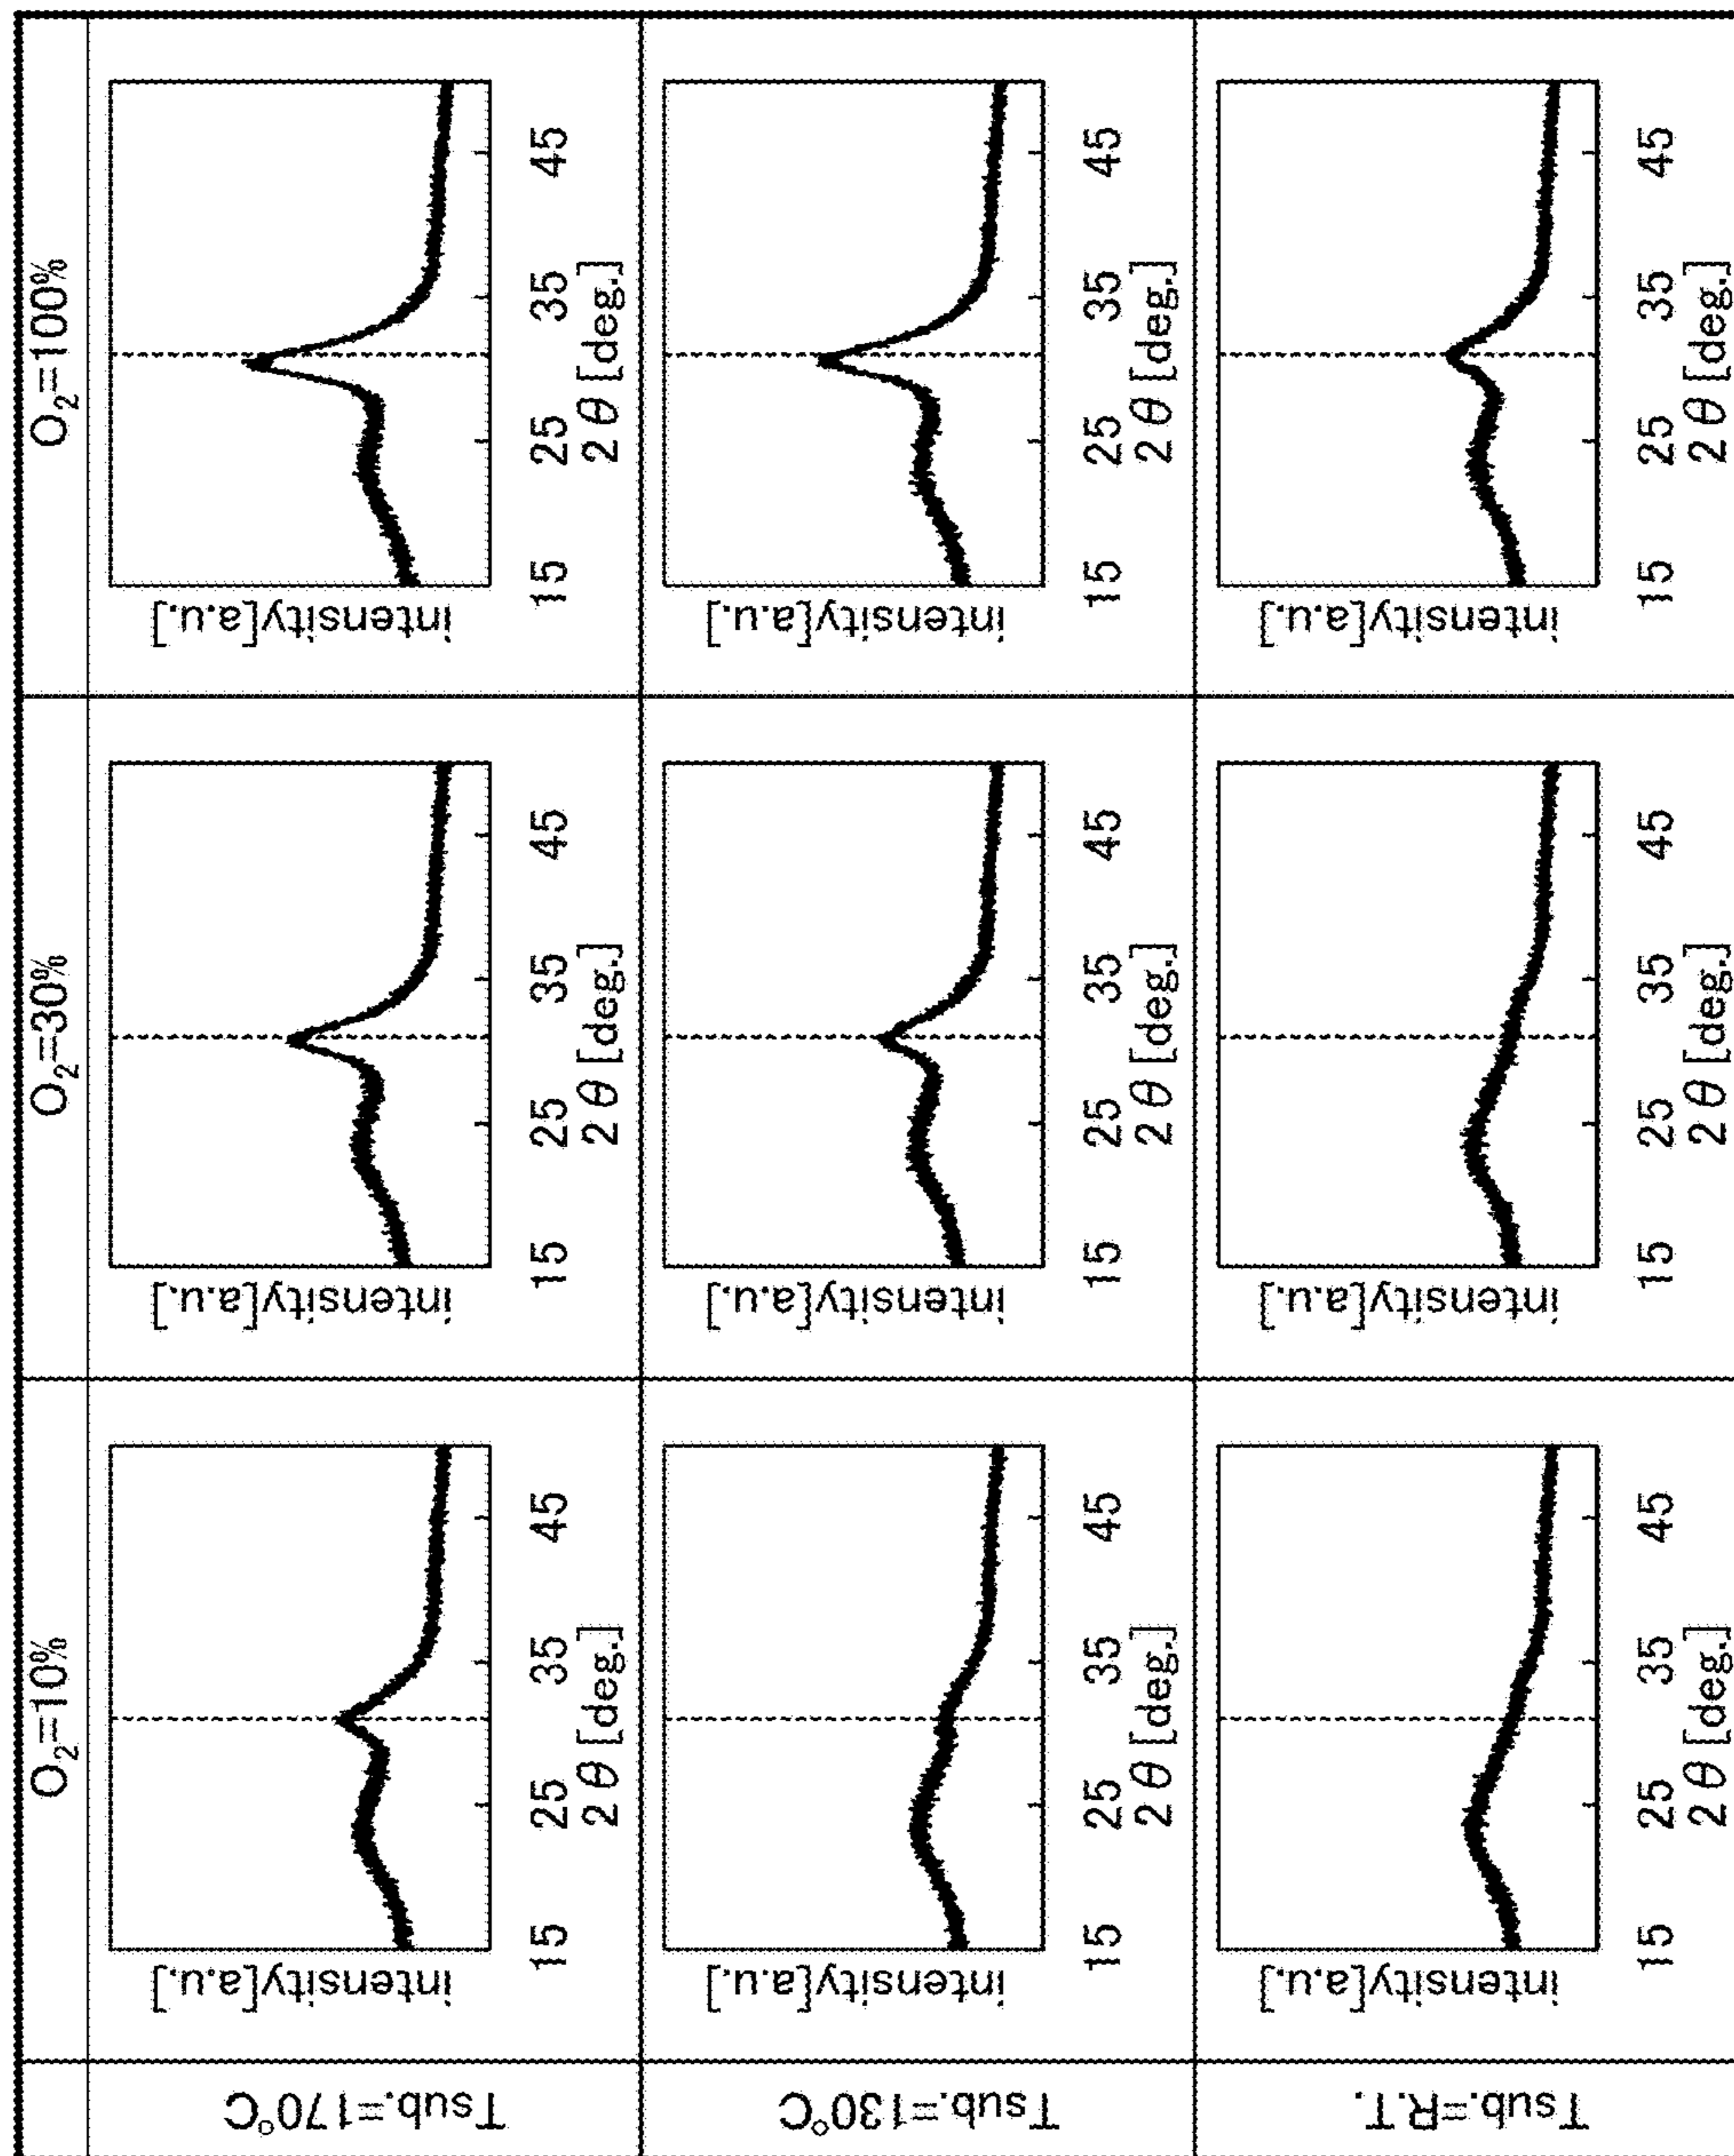 O₂=10%
O₂=30%
O₂=100%
Tsub.=170°C
intensity[a.u.]
15 25 35 45
2θ [deg.]
intensity[a.u.]
15 25 35 45
2θ [deg.]
intensity[a.u.]
15 25 35 45
2θ [deg.]
Tsub.=130°C
intensity[a.u.]
15 25 35 45
2θ [deg.]
intensity[a.u.]
15 25 35 45
2θ [deg.]
intensity[a.u.]
15 25 35 45
2θ [deg.]
Tsub.=R.T.
intensity[a.u.]
15 25 35 45
2θ [deg.]
intensity[a.u.]
15 25 35 45
2θ [deg.]
intensity[a.u.]
15 25 35 45
2θ [deg.]